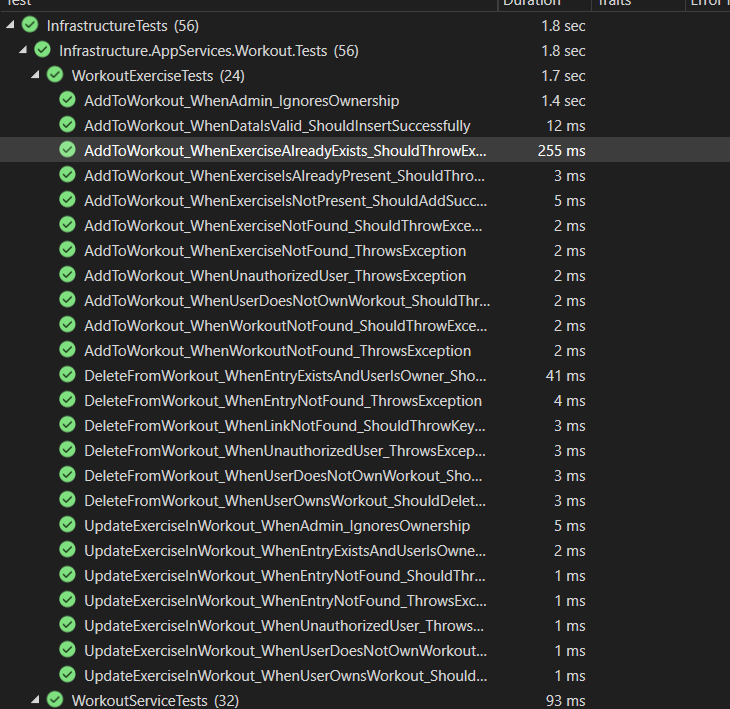 Test Duration Traits Error
InfrastructureTests (56) 1.8 sec
Infrastructure.AppServices.Workout.Tests (56) 1.8 sec
WorkoutExerciseTests (24) 1.7 sec
AddToWorkout_WhenAdmin_IgnoresOwnership 1.4 sec
AddToWorkout_WhenDataIsValid_ShouldInsertSuccessfully 12 ms
AddToWorkout_WhenExerciseAlreadyExists_ShouldThrowEx... 255 ms
AddToWorkout_WhenExerciseIsAlreadyPresent_ShouldThro... 3 ms
AddToWorkout_WhenExerciseIsNotPresent_ShouldAddSucc... 5 ms
AddToWorkout_WhenExerciseNotFound_ShouldThrowExce... 2 ms
AddToWorkout_WhenExerciseNotFound_ThrowsException 2 ms
AddToWorkout_WhenUnauthorizedUser_ThrowsException 2 ms
AddToWorkout_WhenUserDoesNotOwnWorkout_ShouldThr... 2 ms
AddToWorkout_WhenWorkoutNotFound_ShouldThrowExce... 2 ms
AddToWorkout_WhenWorkoutNotFound_ThrowsException 2 ms
DeleteFromWorkout_WhenEntryExistsAndUserIsOwner_Sho... 41 ms
DeleteFromWorkout_WhenEntryNotFound_ThrowsException 4 ms
DeleteFromWorkout_WhenLinkNotFound_ShouldThrowKey... 3 ms
DeleteFromWorkout_WhenUnauthorizedUser_ThrowsExcep... 3 ms
DeleteFromWorkout_WhenUserDoesNotOwnWorkout_Sho... 3 ms
DeleteFromWorkout_WhenUserOwnsWorkout_ShouldDelet... 3 ms
UpdateExerciseInWorkout_WhenAdmin_IgnoresOwnership 5 ms
UpdateExerciseInWorkout_WhenEntryExistsAndUserIsOwne... 2 ms
UpdateExerciseInWorkout_WhenEntryNotFound_ShouldThr... 1 ms
UpdateExerciseInWorkout_WhenEntryNotFound_ThrowsExc... 1 ms
UpdateExerciseInWorkout_WhenUnauthorizedUser_Throws... 1 ms
UpdateExerciseInWorkout_WhenUserDoesNotOwnWorkout... 1 ms
UpdateExerciseInWorkout_WhenUserOwnsWorkout_Should... 1 ms
WorkoutServiceTests (32) 93 ms